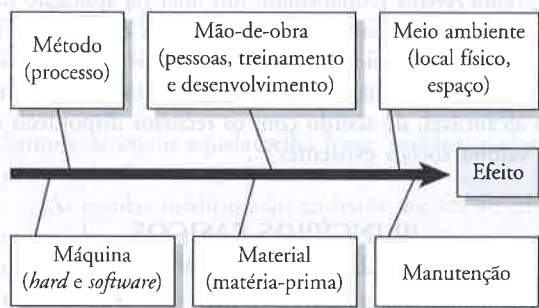 Método
(processo)
Mão-de-obra
(pessoas, treinamento
e desenvolvimento)
Meio ambiente
(local físico,
espaço)
Efeito
Máquina
(hard e software)
Material
(matéria-prima)
Manutenção